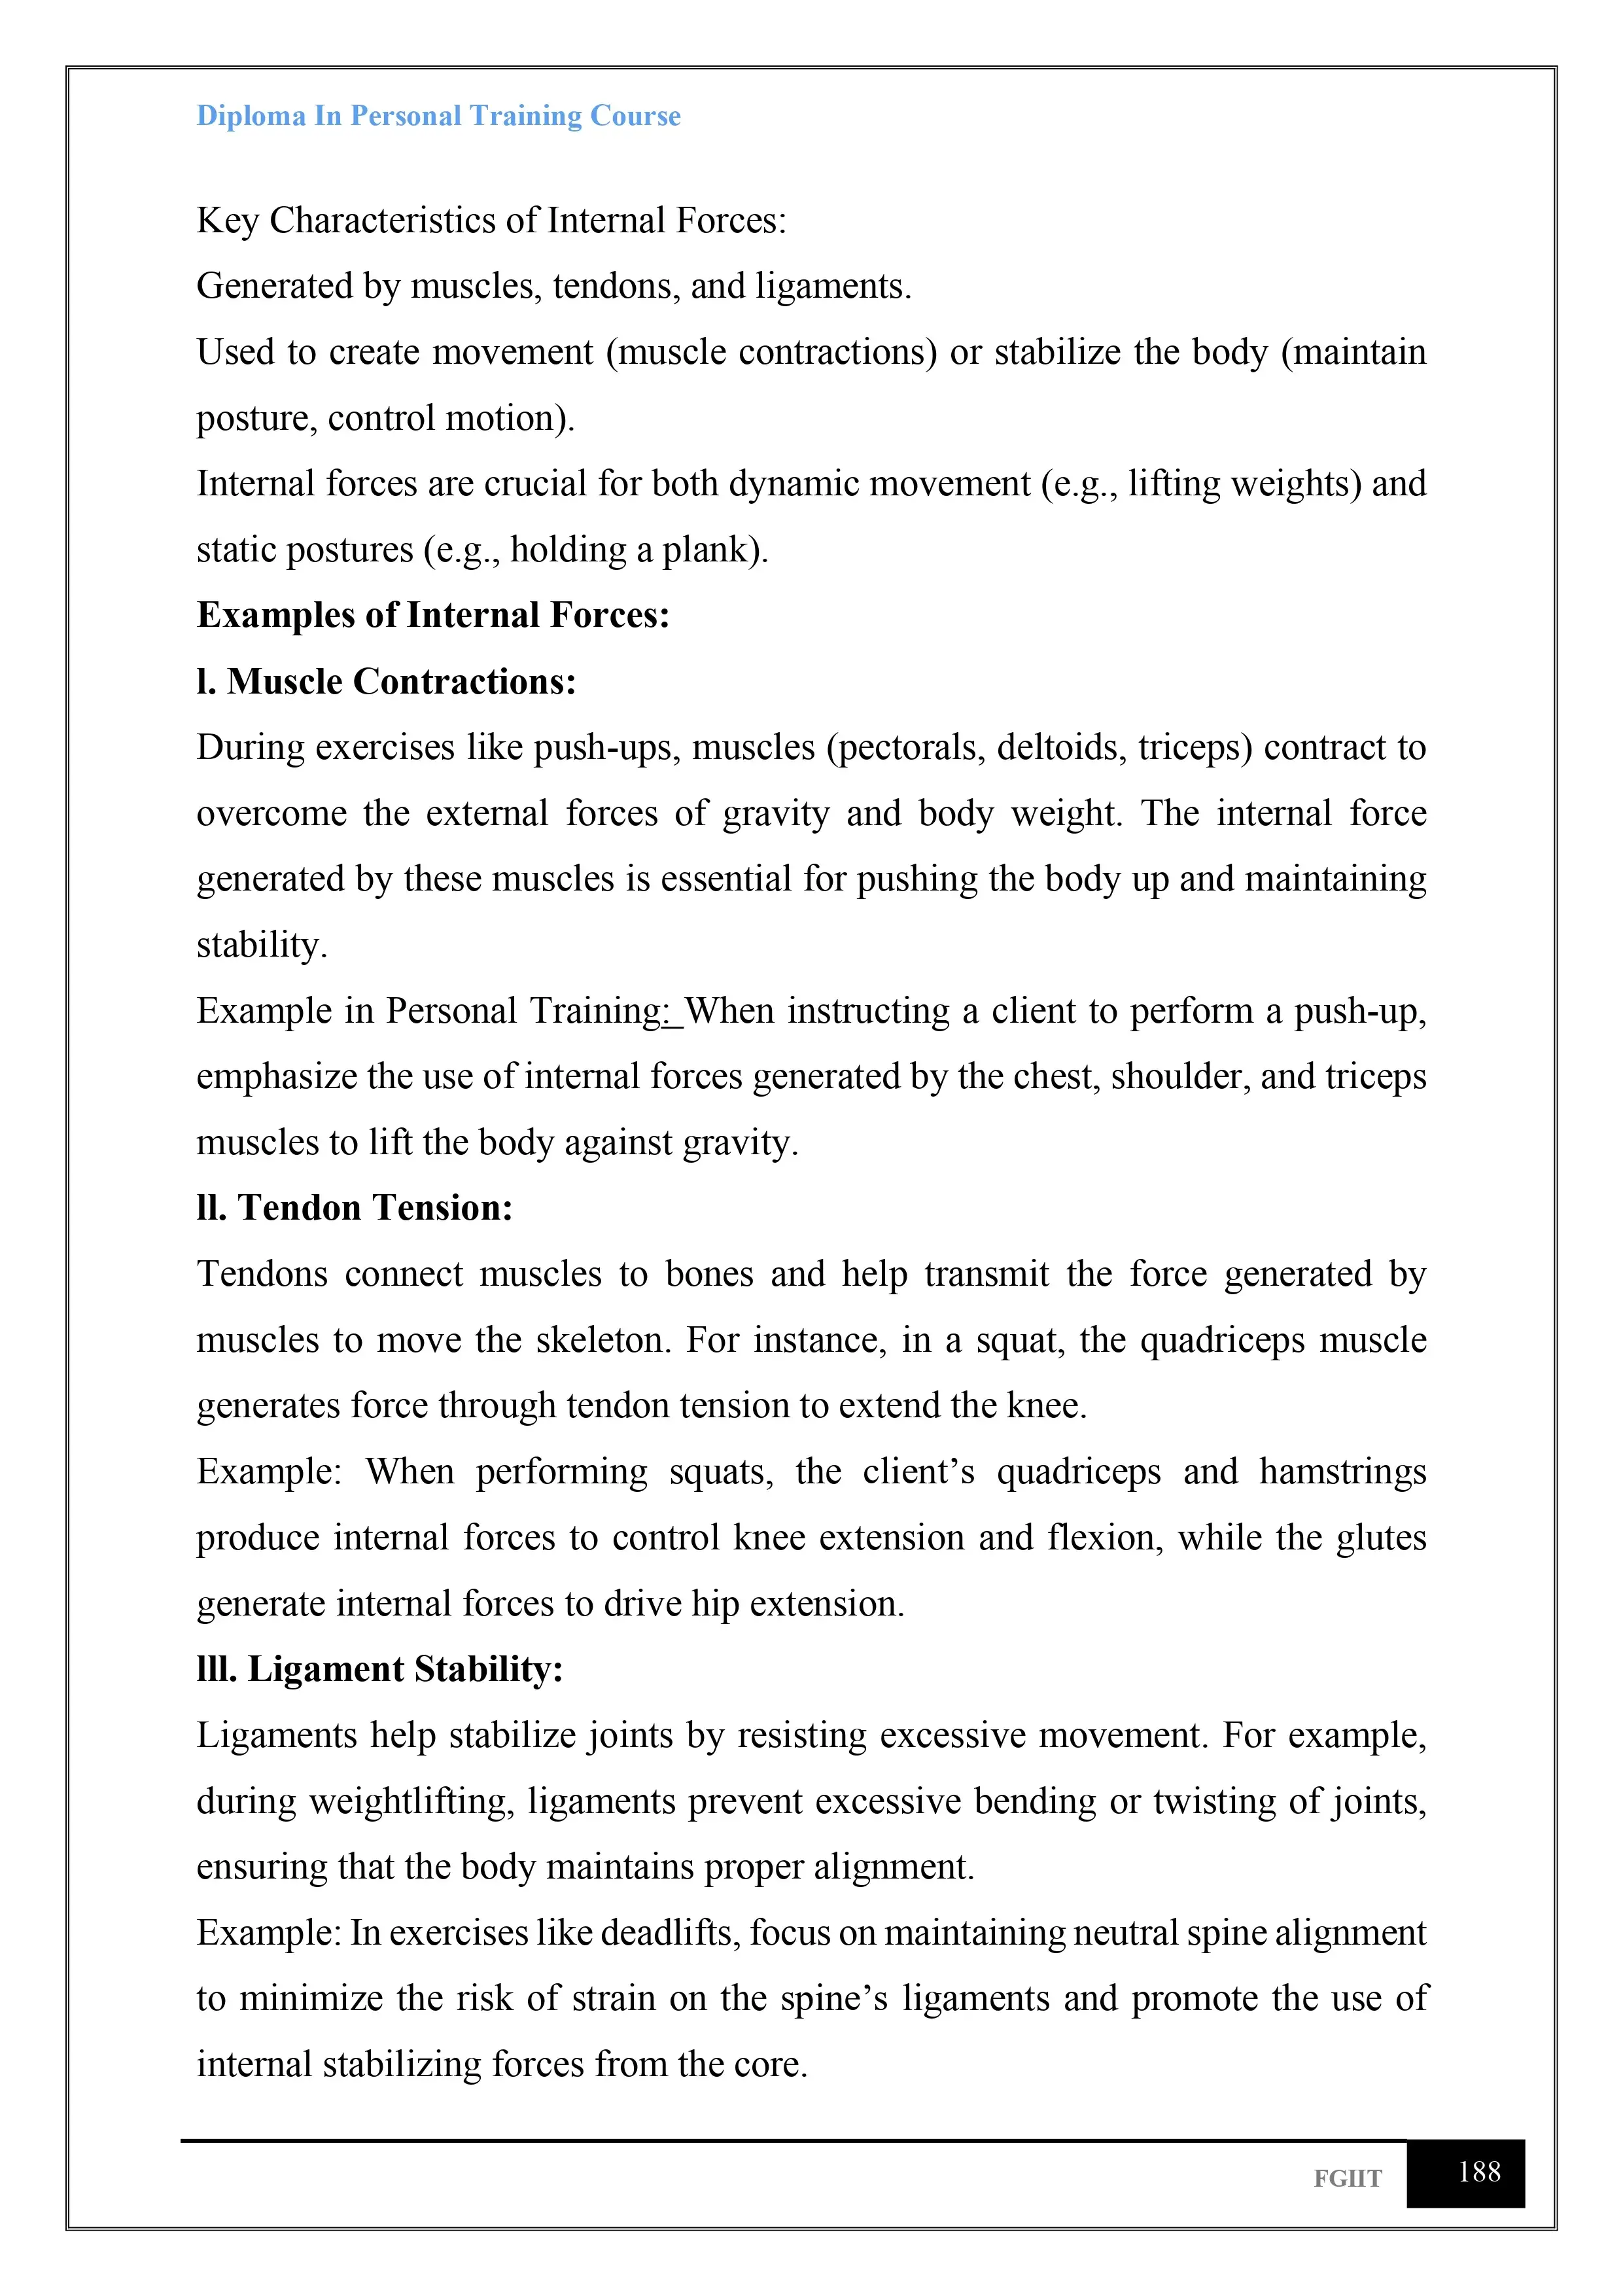 Diploma In Personal Training Course
Key Characteristics of Internal Forces:
Generated by muscles, tendons, and ligaments.
Used to create movement (muscle contractions) or stabilize the body (maintain
posture, control motion).
Internal forces are crucial for both dynamic movement (e.g., lifting weights) and
static postures (e.g., holding a plank).
Examples of Internal Forces:
l. Muscle Contractions:
During exercises like push-ups, muscles (pectorals, deltoids, triceps) contract to
overcome the external forces of gravity and body weight. The internal force
generated by these muscles is essential for pushing the body up and maintaining
stability.
Example in Personal Training: When instructing a client to perform a push-up,
emphasize the use of internal forces generated by the chest, shoulder, and triceps
muscles to lift the body against gravity.
ll. Tendon Tension:
Tendons connect muscles to bones and help transmit the force generated by
muscles to move the skeleton. For instance, in a squat, the quadriceps muscle
generates force through tendon tension to extend the knee.
Example: When performing squats, the client’s quadriceps and hamstrings
produce internal forces to control knee extension and flexion, while the glutes
generate internal forces to drive hip extension.
lll. Ligament Stability:
Ligaments help stabilize joints by resisting excessive movement. For example,
during weightlifting, ligaments prevent excessive bending or twisting of joints,
ensuring that the body maintains proper alignment.
Example: In exercises like deadlifts, focus on maintaining neutral spine alignment
to minimize the risk of strain on the spine’s ligaments and promote the use of
internal stabilizing forces from the core.
FGIIT 188